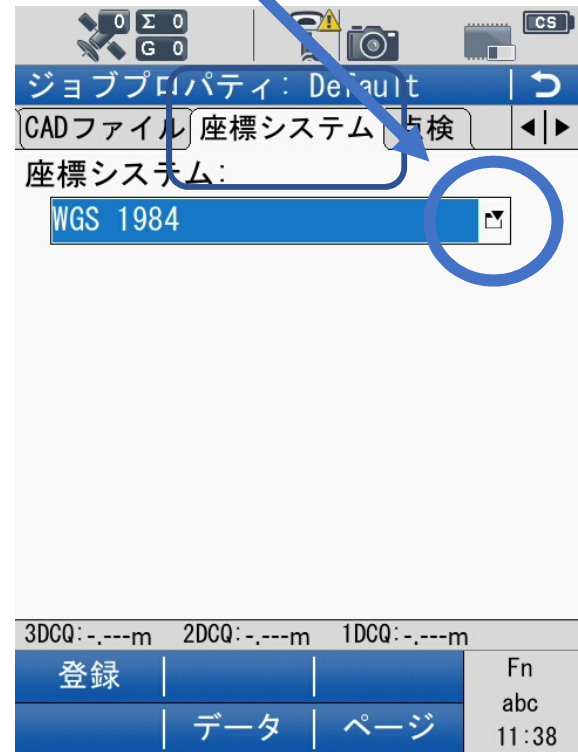 0 Σ 0
G 0
CS
ジョブプロパティ: Default
CADファイル 座標システム 点検
座標システム:
WGS 1984
3DCQ:-.---m 2DCQ:-.---m 1DCQ:-.---m
登録
Fn
abc
データ ページ
11:38